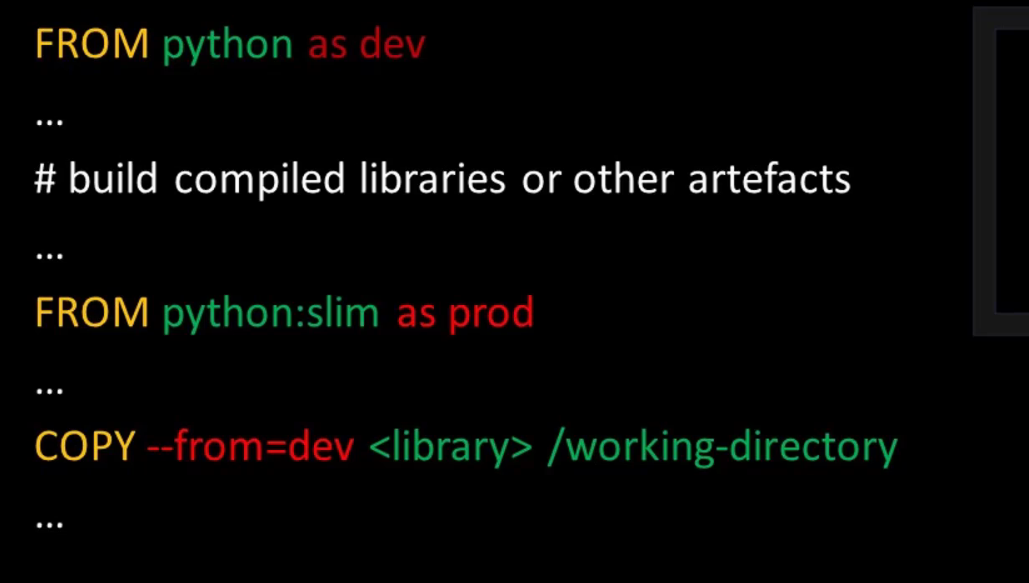 FROM python as dev
...
# build compiled libraries or other artefacts
...
FROM python:slim as prod
...
COPY --from=dev <library> /working-directory
...